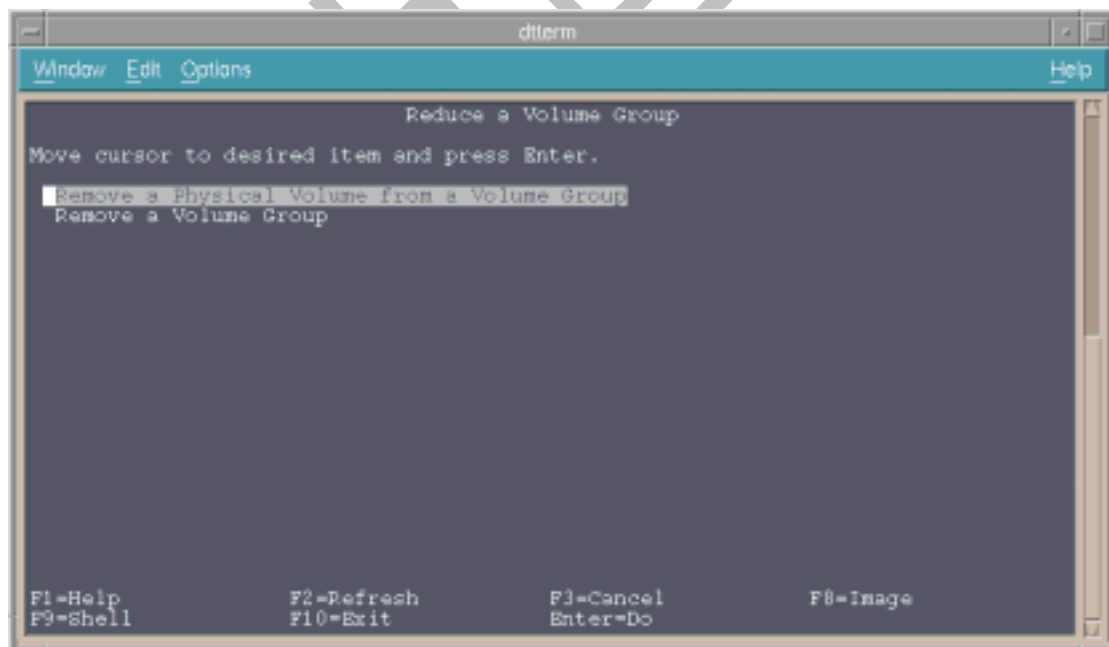 dtterm
Window Edit Options Help
Reduce a Volume Group
Move cursor to desired item and press Enter.
Remove a Physical Volume from a Volume Group
Remove a Volume Group
F1=Help F2=Refresh F3=Cancel F8=Image
F9=Shell F10=Exit Enter=Do